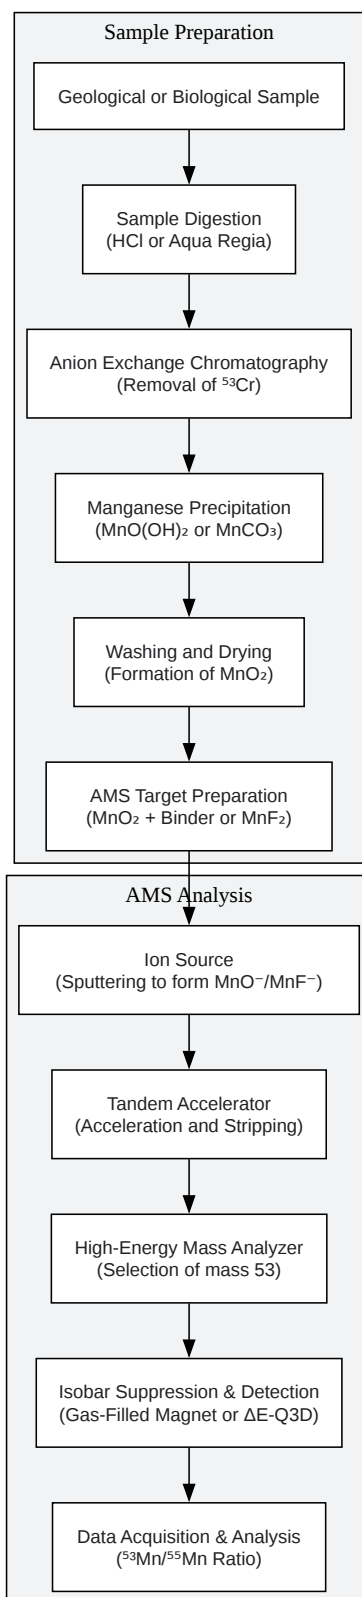 Sample Preparation
Geological or Biological Sample
Sample Digestion
(HCl or Aqua Regia)
Anion Exchange Chromatography
(Removal of ⁵³Cr)
Manganese Precipitation
(MnO(OH)₂ or MnCO₃)
Washing and Drying
(Formation of MnO₂)
AMS Target Preparation
(MnO₂ + Binder or MnF₂)
AMS Analysis
Ion Source
(Sputtering to form MnO⁻/MnF⁻)
Tandem Accelerator
(Acceleration and Stripping)
High-Energy Mass Analyzer
(Selection of mass 53)
Isobar Suppression & Detection
(Gas-Filled Magnet or ΔE-Q3D)
Data Acquisition & Analysis
(⁵³Mn/⁵⁵Mn Ratio)